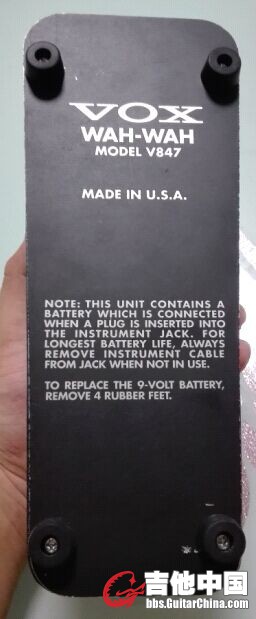 VOX
WAH-WAH
MODEL V847
MADE IN U.S.A.
NOTE: THIS UNIT CONTAINS A
BATTERY WHICH IS CONNECTED
WHEN A PLUG IS INSERTED INTO
THE INSTRUMENT JACK. FOR
LONGEST BATTERY LIFE, ALWAYS
REMOVE INSTRUMENT CABLE
FROM JACK WHEN NOT IN USE.
TO REPLACE THE 9-VOLT BATTERY,
REMOVE 4 RUBBER FEET.
吉他中国
bbs.GuitarChina.com